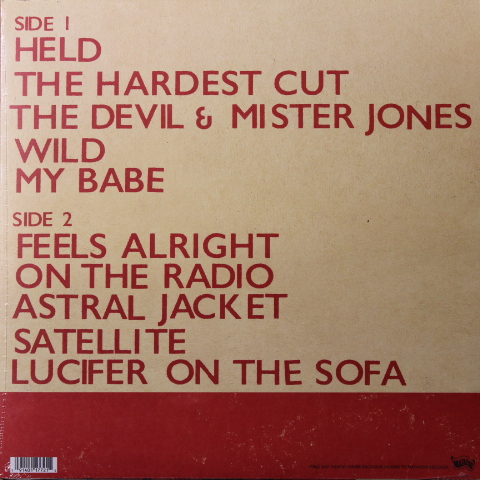 SIDE 1
HELD
THE HARDEST CUT
THE DEVIL & MISTER JONES
WILD
MY BABE
SIDE 2
FEELS ALRIGHT
ON THE RADIO
ASTRAL JACKET
SATELLITE
LUCIFER ON THE SOFA